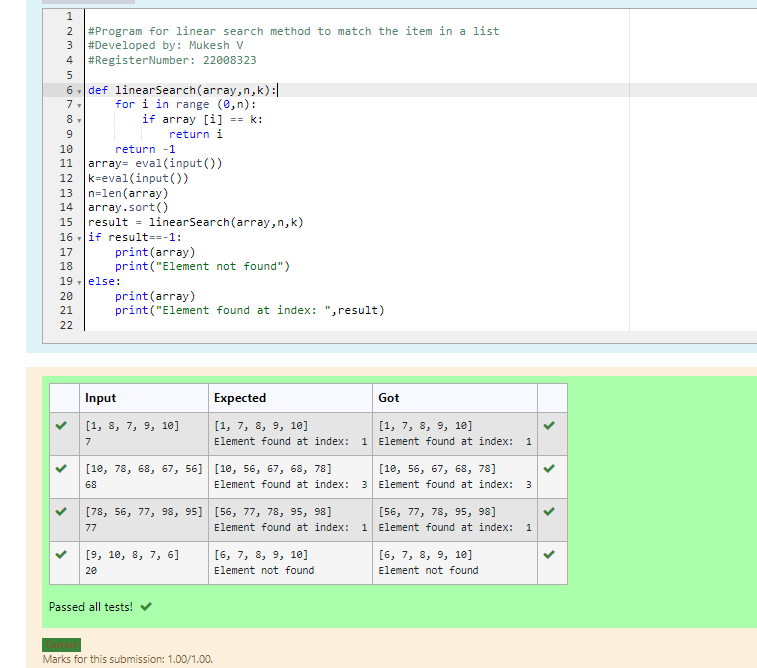 1
2 #Program for linear search method to match the item in a list
3 #Developed by: Mukesh V
4 #RegisterNumber: 22008323
5
6 def linearSearch(array,n,k):
7     for i in range (0,n):
8         if array [i] == k:
9             return i
10     return -1
11 array= eval(input())
12 k=eval(input())
13 n=len(array)
14 array.sort()
15 result = linearSearch(array,n,k)
16 if result==-1:
17     print(array)
18     print("Element not found")
19 else:
20     print(array)
21     print("Element found at index: ",result)
22
Input Expected Got
[1, 8, 7, 9, 10] [1, 7, 8, 9, 10] [1, 7, 8, 9, 10]
7 Element found at index:  1 Element found at index:  1
[10, 78, 68, 67, 56] [10, 56, 67, 68, 78] [10, 56, 67, 68, 78]
68 Element found at index:  3 Element found at index:  3
[78, 56, 77, 98, 95] [56, 77, 78, 95, 98] [56, 77, 78, 95, 98]
77 Element found at index:  1 Element found at index:  1
[9, 10, 8, 7, 6] [6, 7, 8, 9, 10] [6, 7, 8, 9, 10]
20 Element not found Element not found
Passed all tests!
Marks for this submission: 1.00/1.00.